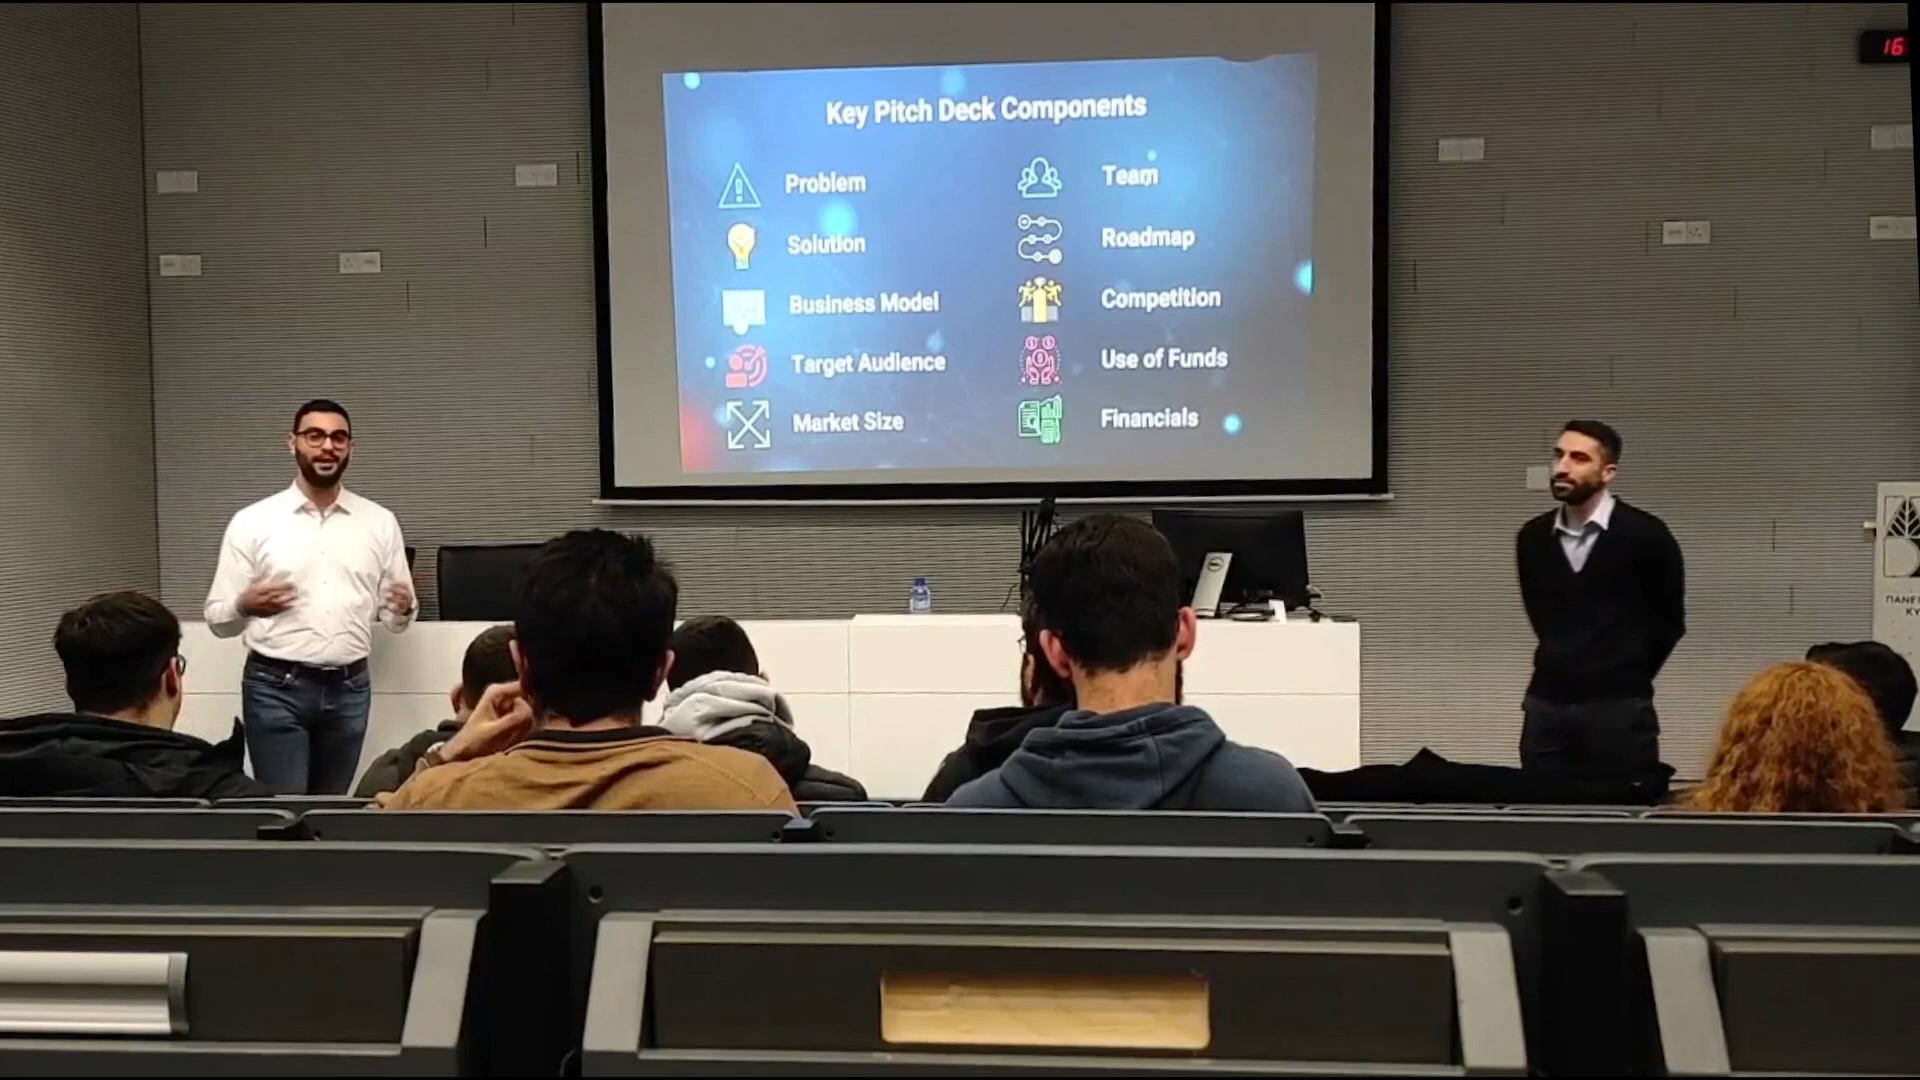 Key Pitch Deck Components
Problem
Solution
Business Model
Target Audience
Market Size
Team
Roadmap
Competition
Use of Funds
Financials
16
DELL